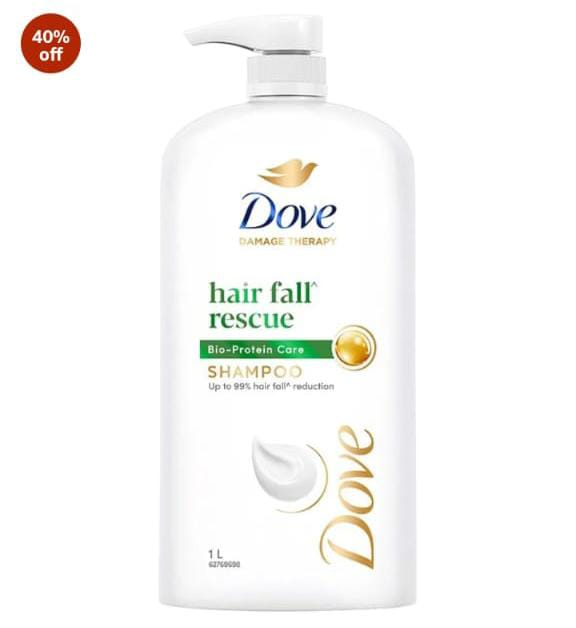 40%
off
Dove
DAMAGE THERAPY
hair fall^
rescue
Bio-Protein Care
SHAMPOO
Up to 99% hair fall^ reduction
Dove
1 L